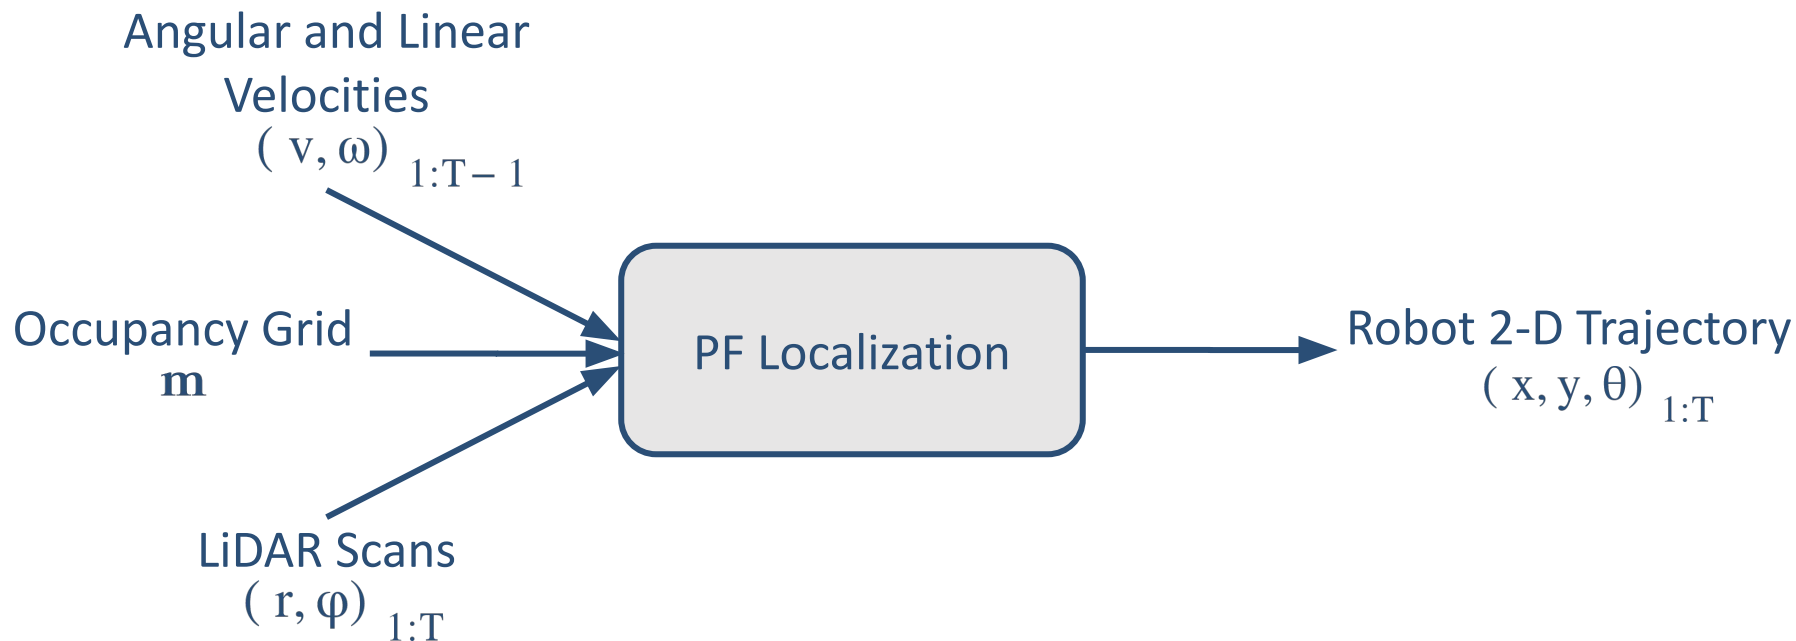 Angular and Linear
Velocities
( v, ω) 1:T − 1
Occupancy Grid
m
LiDAR Scans
( r, φ) 1:T
PF Localization
Robot 2-D Trajectory
( x, y, θ) 1:T